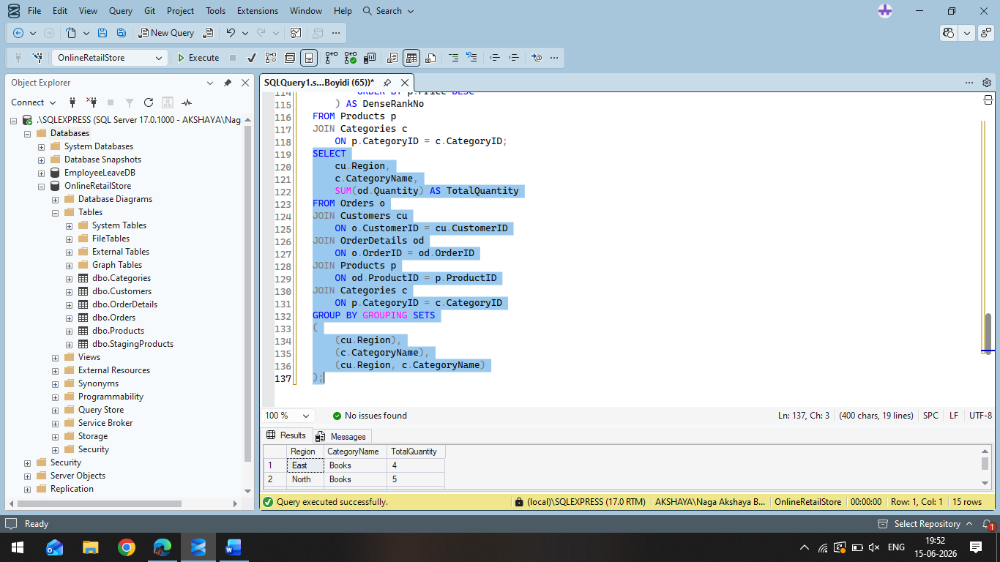 File Edit View Query Git Project Tools Extensions Window Help Search
New Query
OnlineRetailStore Execute
Object Explorer
Connect
.\SQLEXPRESS (SQL Server 17.0.1000 - AKSHAYA\Nag
Databases
System Databases
Database Snapshots
EmployeeLeaveDB
OnlineRetailStore
Database Diagrams
Tables
System Tables
FileTables
External Tables
Graph Tables
dbo.Categories
dbo.Customers
dbo.OrderDetails
dbo.Orders
dbo.Products
dbo.StagingProducts
Views
External Resources
Synonyms
Programmability
Query Store
Service Broker
Storage
Security
Security
Server Objects
Replication
SQLQuery1.s...Boyidi (65))*
114 ORDER BY p.Price DESC
115 ) AS DenseRankNo
116 FROM Products p
117 JOIN Categories c
118 ON p.CategoryID = c.CategoryID;
119 SELECT
120 cu.Region,
121 c.CategoryName,
122 SUM(od.Quantity) AS TotalQuantity
123 FROM Orders o
124 JOIN Customers cu
125 ON o.CustomerID = cu.CustomerID
126 JOIN OrderDetails od
127 ON o.OrderID = od.OrderID
128 JOIN Products p
129 ON od.ProductID = p.ProductID
130 JOIN Categories c
131 ON p.CategoryID = c.CategoryID
132 GROUP BY GROUPING SETS
133 (
134 (cu.Region),
135 (c.CategoryName),
136 (cu.Region, c.CategoryName)
137 );
100 % No issues found Ln: 137, Ch: 3 (400 chars, 19 lines) SPC LF UTF-8
Results Messages
Region CategoryName TotalQuantity
1 East Books 4
2 North Books 5
Query executed successfully. (local)\SQLEXPRESS (17.0 RTM) AKSHAYA\Naga Akshaya B... OnlineRetailStore 00:00:00 Row: 1, Col: 1 15 rows
Ready Select Repository 1
ENG 19:52
15-06-2026